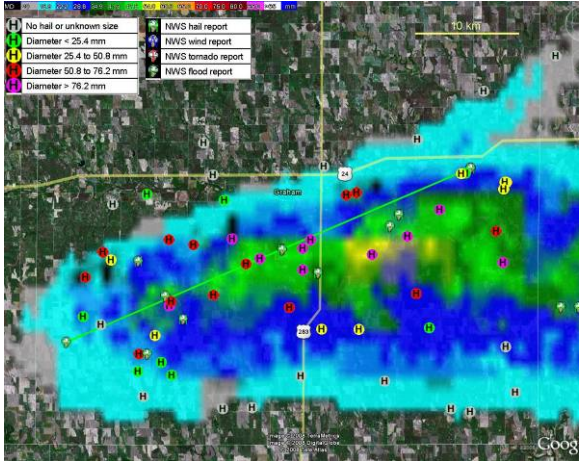 MD
H No hail or unknown size
H Diameter < 25.4 mm
H Diameter 25.4 to 50.8 mm
H Diameter 50.8 to 76.2 mm
H Diameter > 76.2 mm
NWS hail report
NWS wind report
NWS tornado report
NWS flood report
10 km
24
Graham
283
Goog